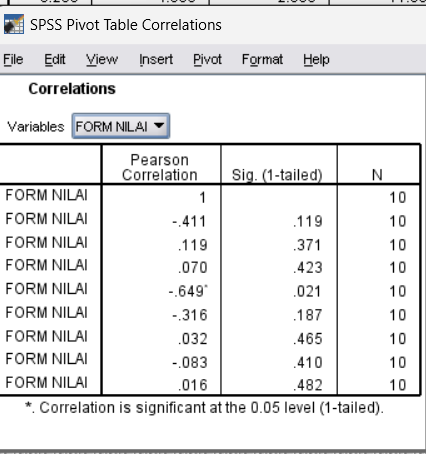 SPSS Pivot Table Correlations
File Edit View Insert Pivot Format Help
Correlations
Variables FORM NILAI
Pearson Correlation Sig. (1-tailed) N
FORM NILAI 1 10
FORM NILAI -.411 .119 10
FORM NILAI .119 .371 10
FORM NILAI .070 .423 10
FORM NILAI -.649* .021 10
FORM NILAI -.316 .187 10
FORM NILAI .032 .465 10
FORM NILAI -.083 .410 10
FORM NILAI .016 .482 10
*. Correlation is significant at the 0.05 level (1-tailed).